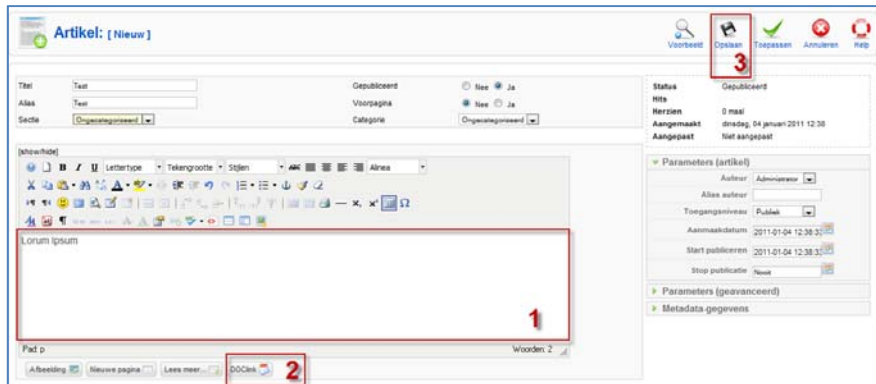 Artikel: [ Nieuw ]
Voorbeeld Opslaan Toepassen Annuleren Help
3
Titel Test Gepubliceerd Nee Ja
Alias Test Voorpagina Nee Ja
Sectie Ongecategoriseerd Categorie Ongecategoriseerd
Status Gepubliceerd
Hits
Herzien 0 maal
Aangemaakt dinsdag, 04 januari 2011 12:38
Aangepast Niet aangepast
[show/hide]
B I U Lettertype Tekengrootte Stijlen ABC Alinea
Lorum Ipsum
1
Pad: p Woorden: 2
Afbeelding Nieuwe pagina Lees meer... DOClink
2
Parameters (artikel)
Auteur Administrator
Alias auteur
Toegangsniveau Publiek
Aanmaakdatum 2011-01-04 12:38:33
Start publiceren 2011-01-04 12:38:33
Stop publicatie Nooit
Parameters (geavanceerd)
Metadata-gegevens